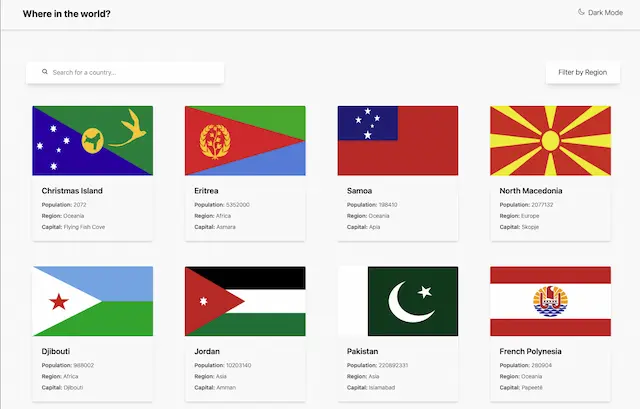 Where in the world?
Dark Mode
Search for a country...
Filter by Region
Christmas Island
Population: 2072
Region: Oceania
Capital: Flying Fish Cove
Eritrea
Population: 5352000
Region: Africa
Capital: Asmara
Samoa
Population: 198410
Region: Oceania
Capital: Apia
North Macedonia
Population: 2077132
Region: Europe
Capital: Skopje
Djibouti
Population: 988002
Region: Africa
Capital: Djibouti
Jordan
Population: 10203140
Region: Asia
Capital: Amman
Pakistan
Population: 220892331
Region: Asia
Capital: Islamabad
French Polynesia
Population: 280904
Region: Oceania
Capital: Papeetē